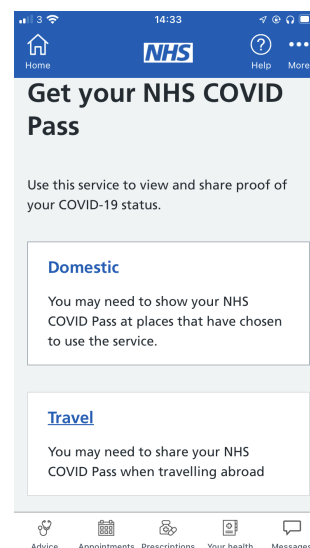 3 14:33
Home NHS Help More
Get your NHS COVID
Pass
Use this service to view and share proof of
your COVID-19 status.
Domestic
You may need to show your NHS
COVID Pass at places that have chosen
to use the service.
Travel
You may need to share your NHS
COVID Pass when travelling abroad
Advice Appointments Prescriptions Your health Messages